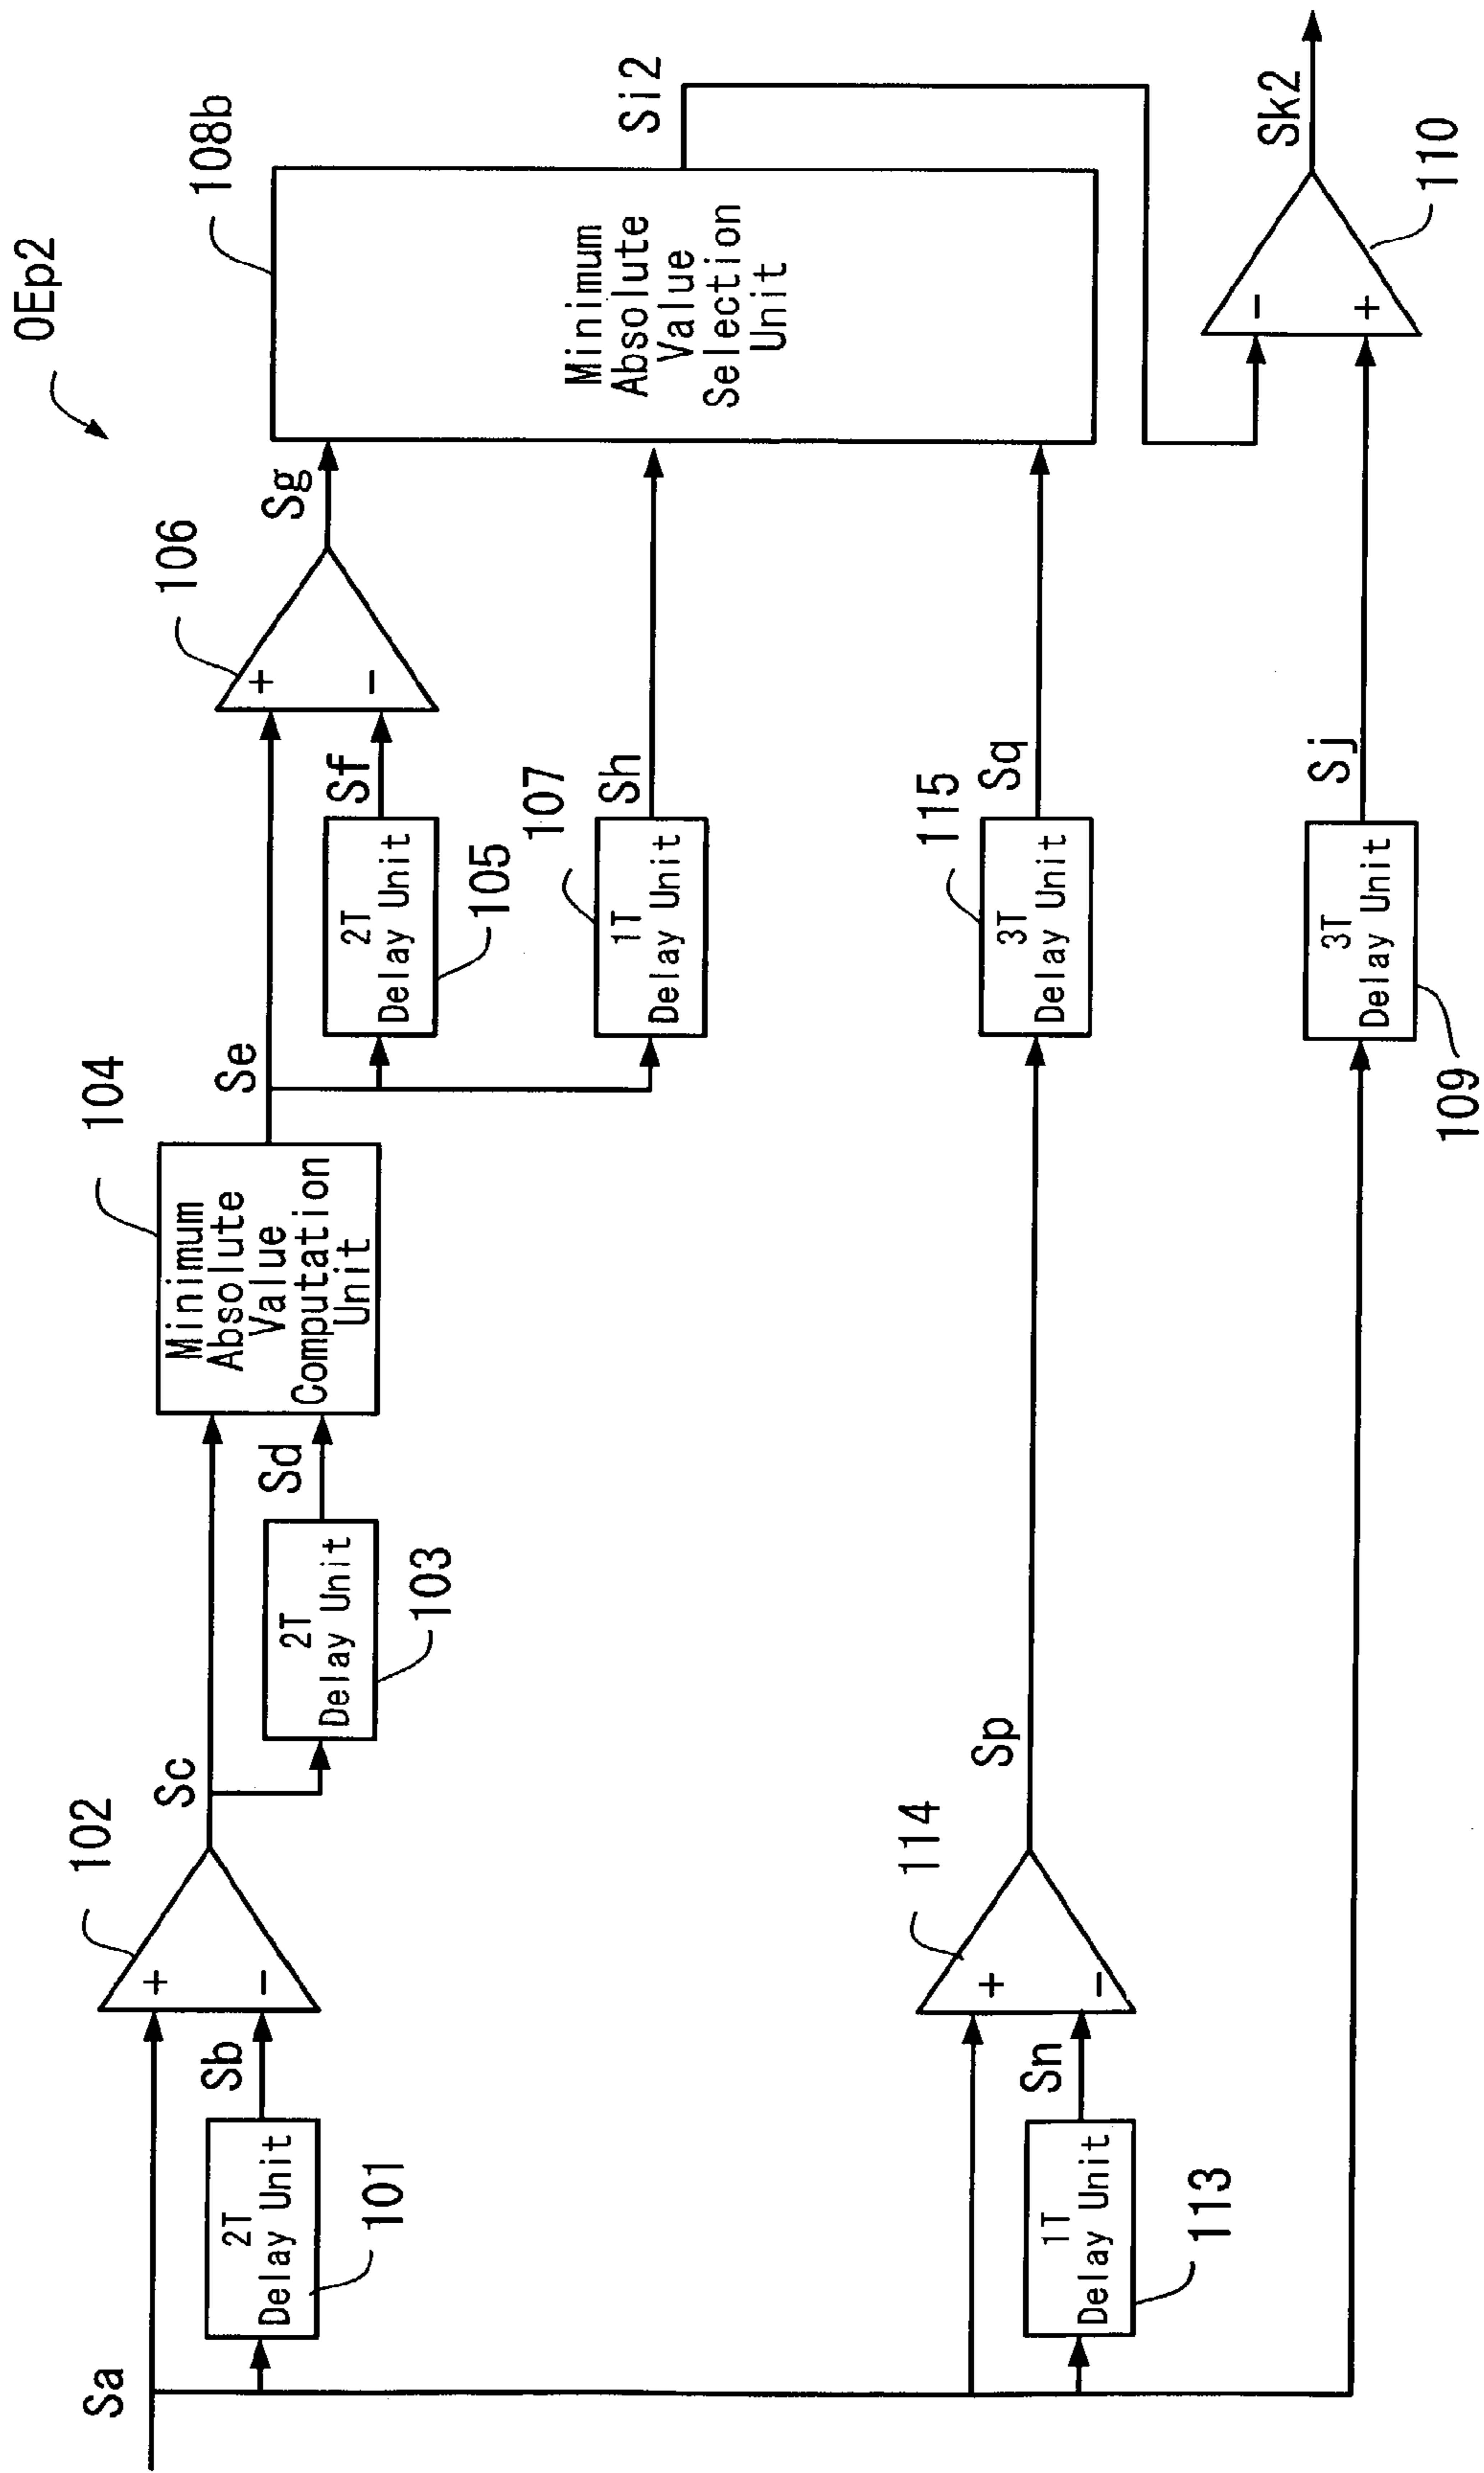 OEp2
Sa
2T
Delay Unit
101
Sb
+
-
102
Sc
2T
Delay Unit
103
Sd
Minimum
Absolute
Value
Computation
Unit
104
Se
2T
Delay Unit
105
Sf
+
-
106
Sg
1T
Delay Unit
107
Sh
Minimum
Absolute
Value
Selection
Unit
108b
Si2
1T
Delay Unit
113
Sn
+
-
114
Sp
3T
Delay Unit
115
Sq
3T
Delay Unit
109
Sj
-
+
110
Sk2